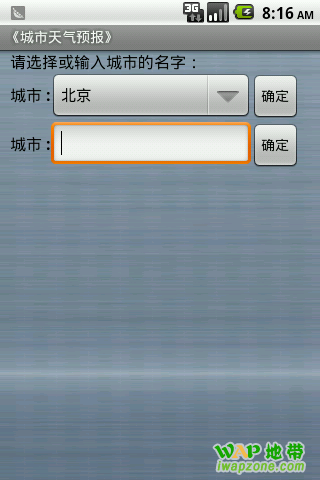 3G 8:16 AM
《城市天气预报》
请选择或输入城市的名字：
城市： 北京 确定
城市： 确定
WAP地带
iwapzone.com